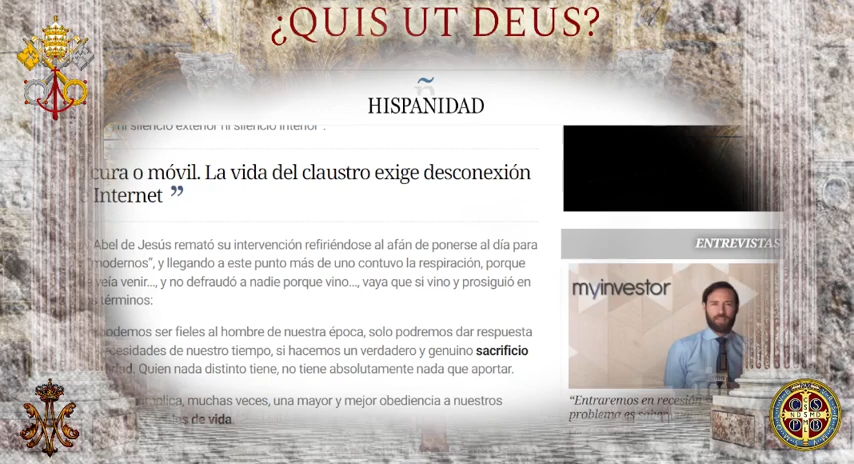 ¿QUIS UT DEUS?
ñ
HISPANIDAD
ni silencio exterior ni silencio interior".
cura o móvil. La vida del claustro exige desconexión
Internet ”
Abel de Jesús remató su intervención refiriéndose al afán de ponerse al día para
"modernos", y llegando a este punto más de uno contuvo la respiración, porque
veía venir..., y no defraudó a nadie porque vino..., vaya que si vino y prosiguió en
términos:
podemos ser fieles al hombre de nuestra época, solo podremos dar respuesta
de nuestro tiempo, si hacemos un verdadero y genuino sacrificio
Quien nada distinto tiene, no tiene absolutamente nada que aportar.
muchas veces, una mayor y mejor obediencia a nuestros
de vida
ENTREVISTAS
myinvestor
“Entraremos en recesión
problema es saber